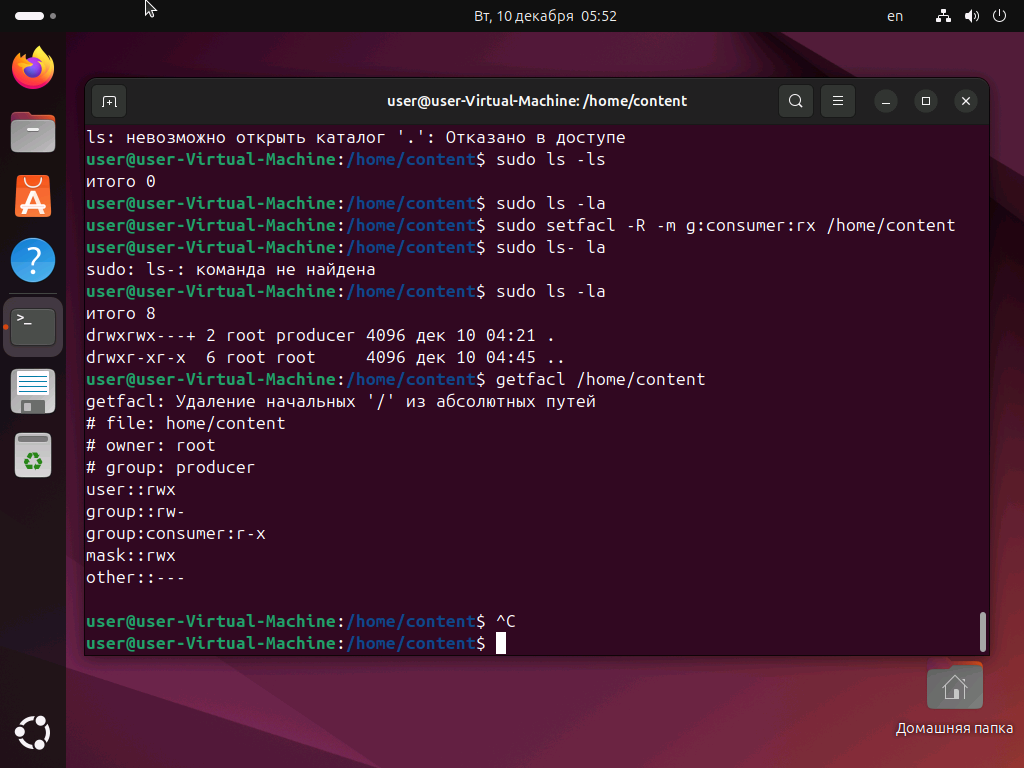 Вт, 10 декабря 05:52
en
user@user-Virtual-Machine: /home/content
ls: невозможно открыть каталог '.': Отказано в доступе
user@user-Virtual-Machine:/home/content$ sudo ls -ls
итого 0
user@user-Virtual-Machine:/home/content$ sudo ls -la
user@user-Virtual-Machine:/home/content$ sudo setfacl -R -m g:consumer:rx /home/content
user@user-Virtual-Machine:/home/content$ sudo ls- la
sudo: ls-: команда не найдена
user@user-Virtual-Machine:/home/content$ sudo ls -la
итого 8
drwxrwx---+ 2 root producer 4096 дек 10 04:21 .
drwxr-xr-x  6 root root     4096 дек 10 04:45 ..
user@user-Virtual-Machine:/home/content$ getfacl /home/content
getfacl: Удаление начальных '/' из абсолютных путей
# file: home/content
# owner: root
# group: producer
user::rwx
group::rw-
group:consumer:r-x
mask::rwx
other::---
user@user-Virtual-Machine:/home/content$ ^C
user@user-Virtual-Machine:/home/content$
Домашняя папка